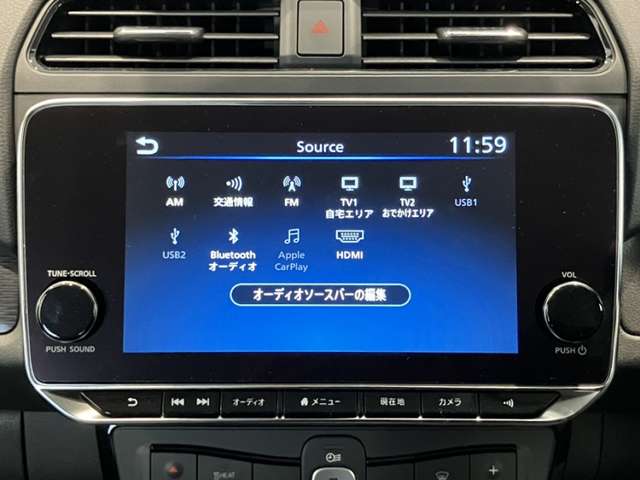 Source
11:59
AM
交通情報
FM
TV1
自宅エリア
TV2
おでかけエリア
USB1
USB2
Bluetooth
オーディオ
Apple
CarPlay
HDMI
オーディオソースバーの編集
TUNE•SCROLL
PUSH SOUND
VOL
PUSH
オーディオ
メニュー
現在地
カメラ
HEAT